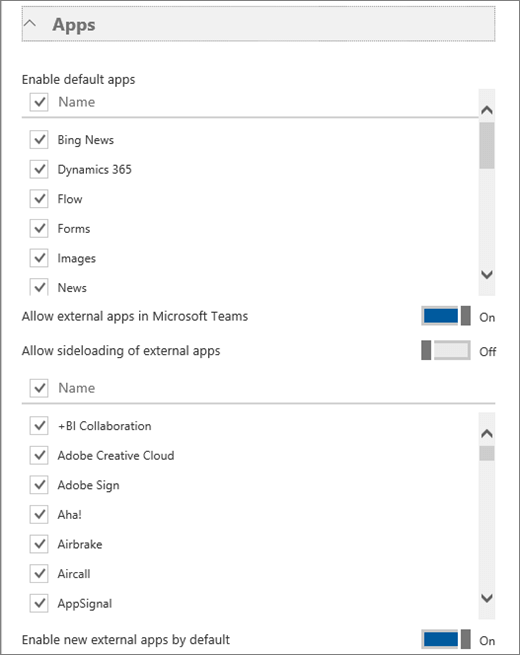 Apps
Enable default apps
Name
Bing News
Dynamics 365
Flow
Forms
Images
News
Allow external apps in Microsoft Teams On
Allow sideloading of external apps Off
Name
+BI Collaboration
Adobe Creative Cloud
Adobe Sign
Aha!
Airbrake
Aircall
AppSignal
Enable new external apps by default On